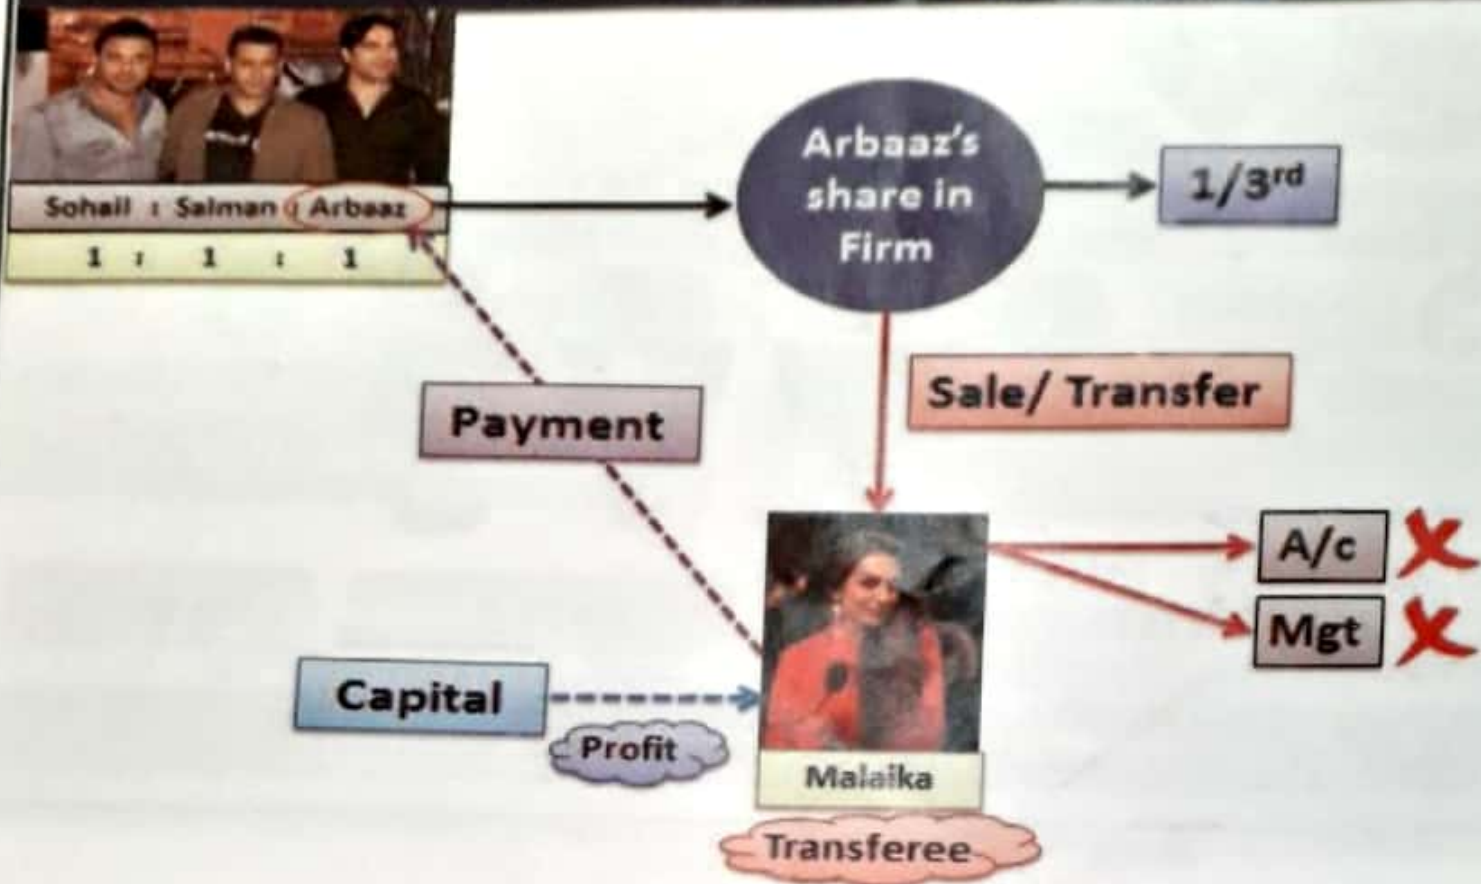 Sohail : Salman : Arbaaz
1 : 1 : 1
Arbaaz's
share in
Firm
1/3rd
Sale/ Transfer
Payment
A/c X
Mgt X
Capital
Profit
Malaika
Transferee